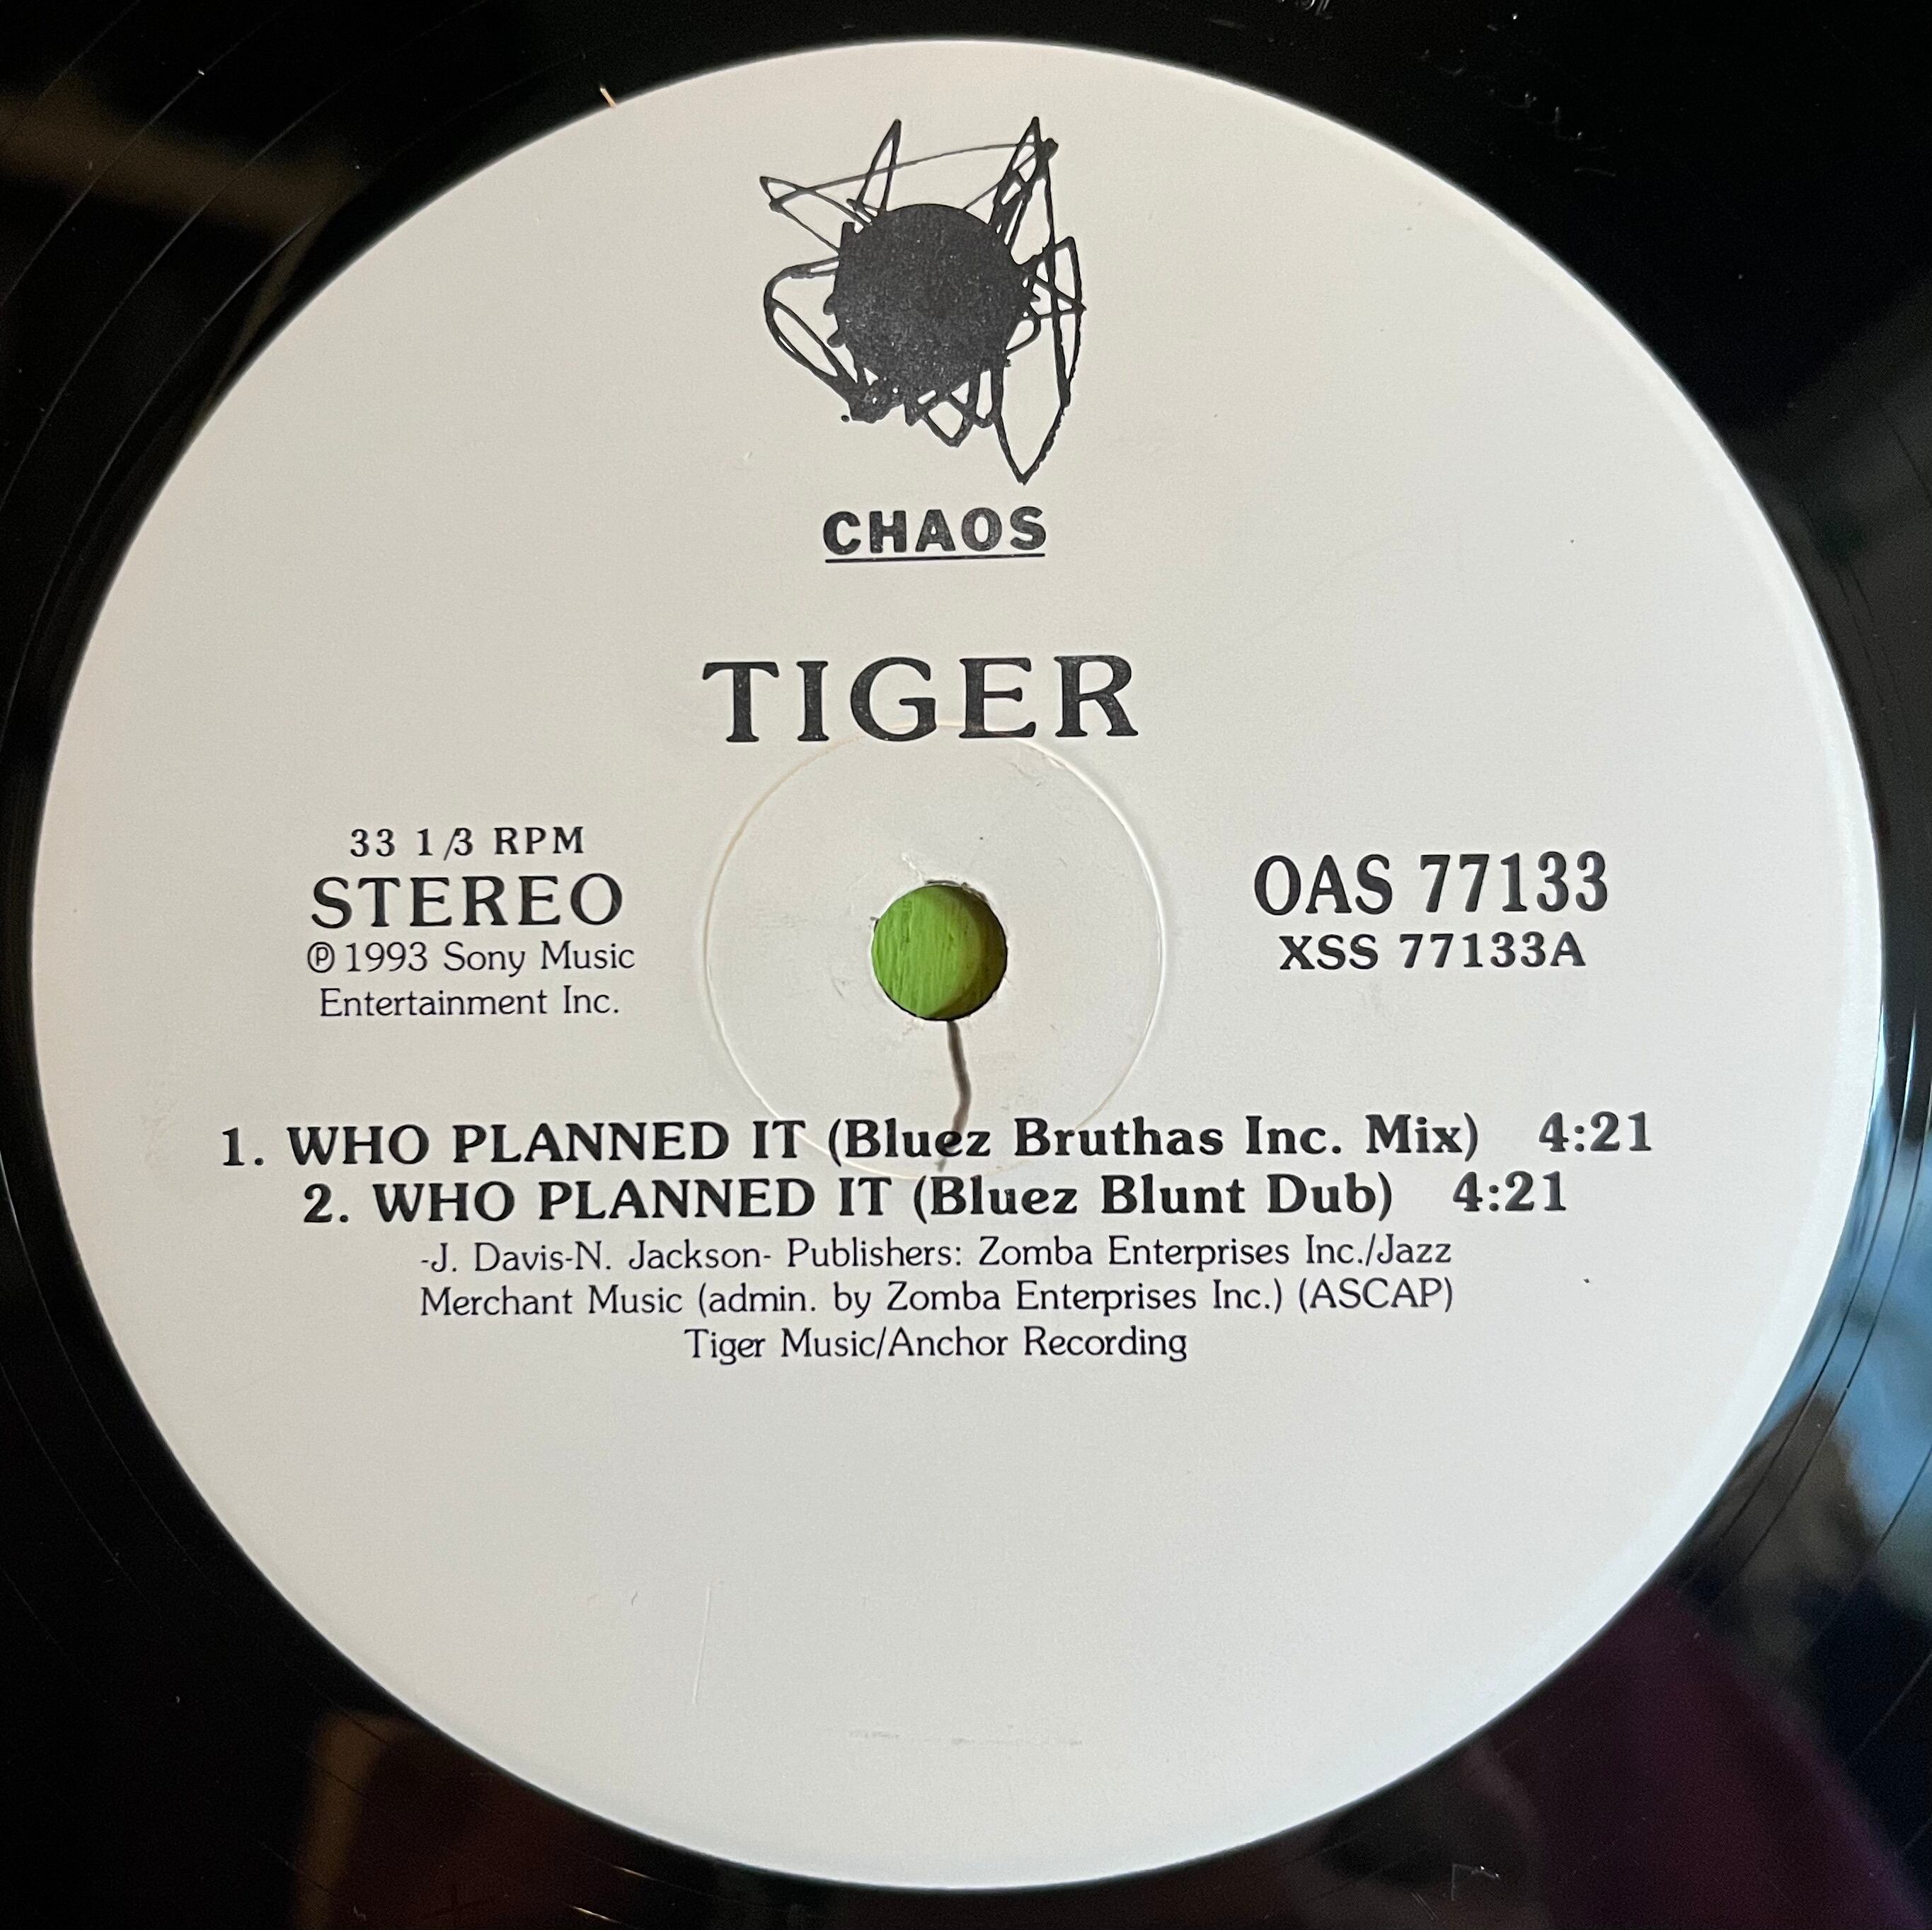 CHAOS
TIGER
33 1/3 RPM
STEREO
℗ 1993 Sony Music
Entertainment Inc.
OAS 77133
XSS 77133A
1. WHO PLANNED IT (Bluez Bruthas Inc. Mix) 4:21
2. WHO PLANNED IT (Bluez Blunt Dub) 4:21
-J. Davis-N. Jackson- Publishers: Zomba Enterprises Inc./Jazz
Merchant Music (admin. by Zomba Enterprises Inc.) (ASCAP)
Tiger Music/Anchor Recording